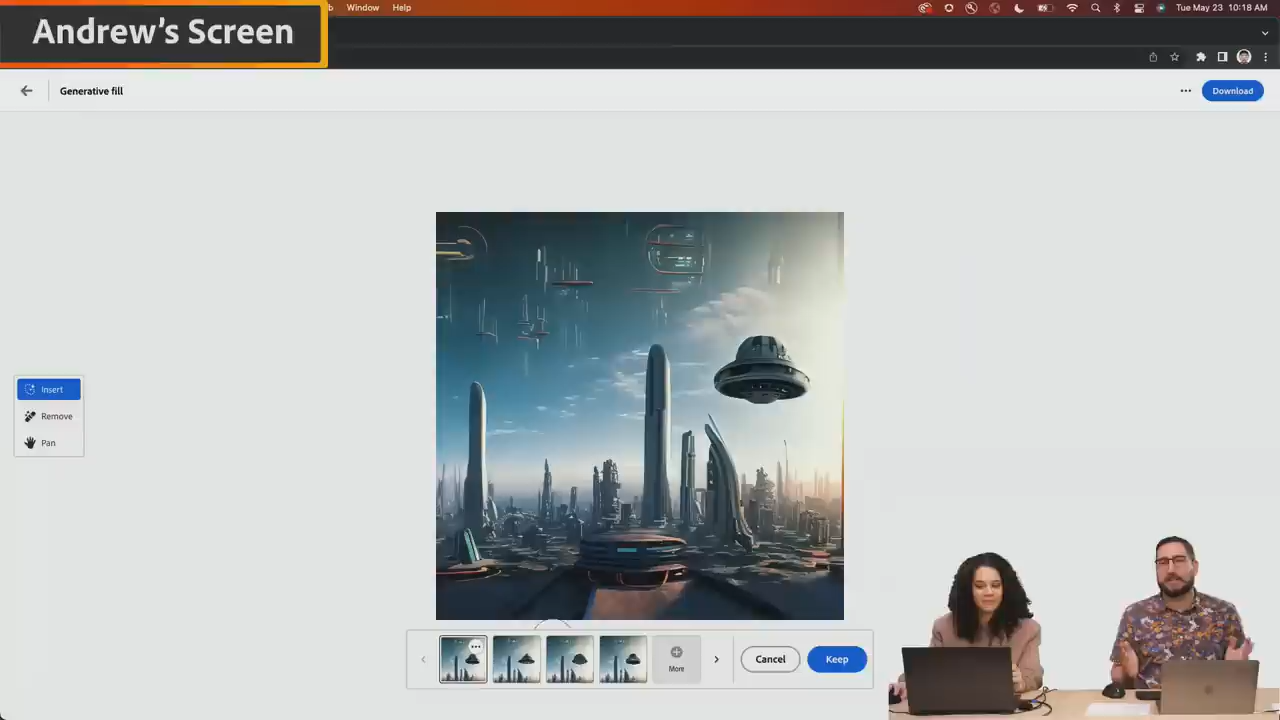 Andrew's Screen
b Window Help
Tue May 23 10:18 AM
Generative fill
Download
Insert
Remove
Pan
More
Cancel
Keep